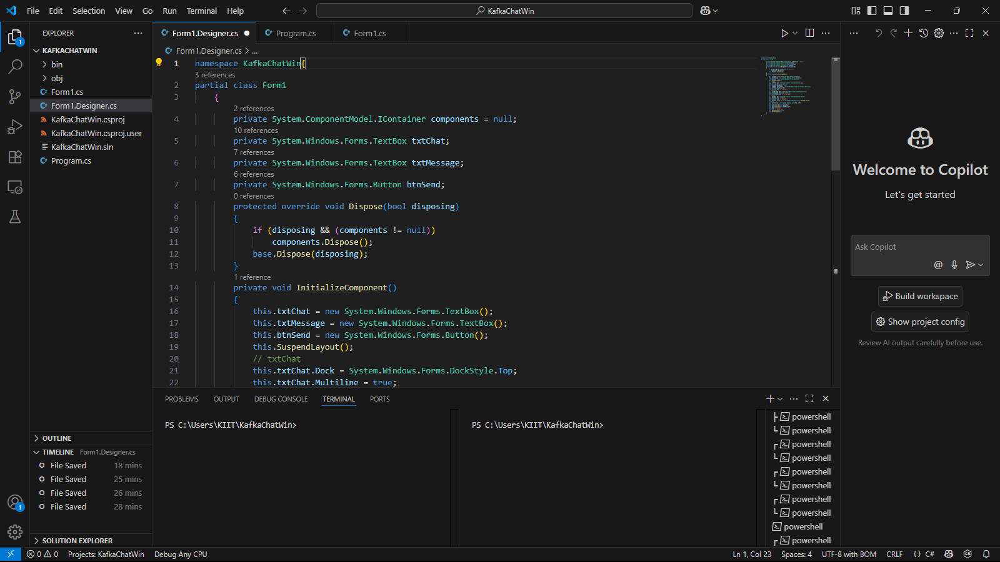 File Edit Selection View Go Run Terminal Help
KafkaChatWin
EXPLORER
KAFKACHATWIN
bin
obj
Form1.cs
Form1.Designer.cs
KafkaChatWin.csproj
KafkaChatWin.csproj.user
KafkaChatWin.sln
Program.cs
OUTLINE
TIMELINE Form1.Designer.cs
File Saved 18 mins
File Saved 25 mins
File Saved 26 mins
File Saved 28 mins
SOLUTION EXPLORER
1
1
Form1.Designer.cs Program.cs Form1.cs
Form1.Designer.cs > ...
1 namespace KafkaChatWin{
3 references
2 partial class Form1
3 {
2 references
4 private System.ComponentModel.IContainer components = null;
10 references
5 private System.Windows.Forms.TextBox txtChat;
7 references
6 private System.Windows.Forms.TextBox txtMessage;
6 references
7 private System.Windows.Forms.Button btnSend;
0 references
8 protected override void Dispose(bool disposing)
9 {
10 if (disposing && (components != null))
11 components.Dispose();
12 base.Dispose(disposing);
13 }
1 reference
14 private void InitializeComponent()
15 {
16 this.txtChat = new System.Windows.Forms.TextBox();
17 this.txtMessage = new System.Windows.Forms.TextBox();
18 this.btnSend = new System.Windows.Forms.Button();
19 this.SuspendLayout();
20 // txtChat
21 this.txtChat.Dock = System.Windows.Forms.DockStyle.Top;
22 this.txtChat.Multiline = true;
PROBLEMS OUTPUT DEBUG CONSOLE TERMINAL PORTS
PS C:\Users\KIIT\KafkaChatWin>
PS C:\Users\KIIT\KafkaChatWin>
powershell
powershell
powershell
powershell
powershell
powershell
powershell
powershell
powershell
powershell
Welcome to Copilot
Let's get started
Ask Copilot
Build workspace
Show project config
Review AI output carefully before use.
0 0 Projects: KafkaChatWin Debug Any CPU
Ln 1, Col 23 Spaces: 4 UTF-8 with BOM CRLF {} C#